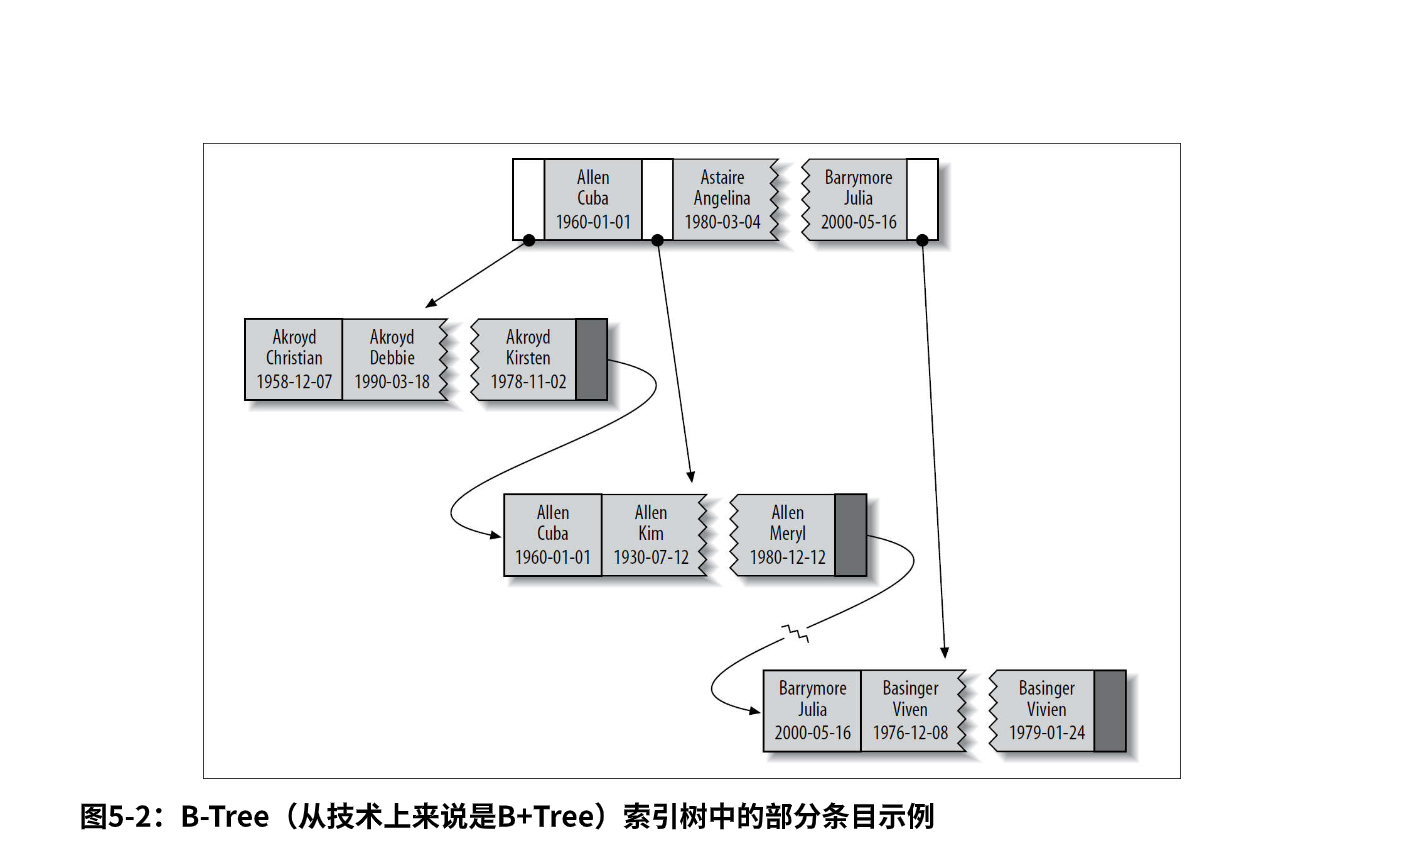 Allen
Cuba
1960-01-01
Astaire
Angelina
1980-03-04
Barrymore
Julia
2000-05-16
Akroyd
Christian
1958-12-07
Akroyd
Debbie
1990-03-18
Akroyd
Kirsten
1978-11-02
Allen
Cuba
1960-01-01
Allen
Kim
1930-07-12
Allen
Meryl
1980-12-12
Barrymore
Julia
2000-05-16
Basinger
Viven
1976-12-08
Basinger
Vivien
1979-01-24
图5-2：B-Tree（从技术上来说是B+Tree）索引树中的部分条目示例